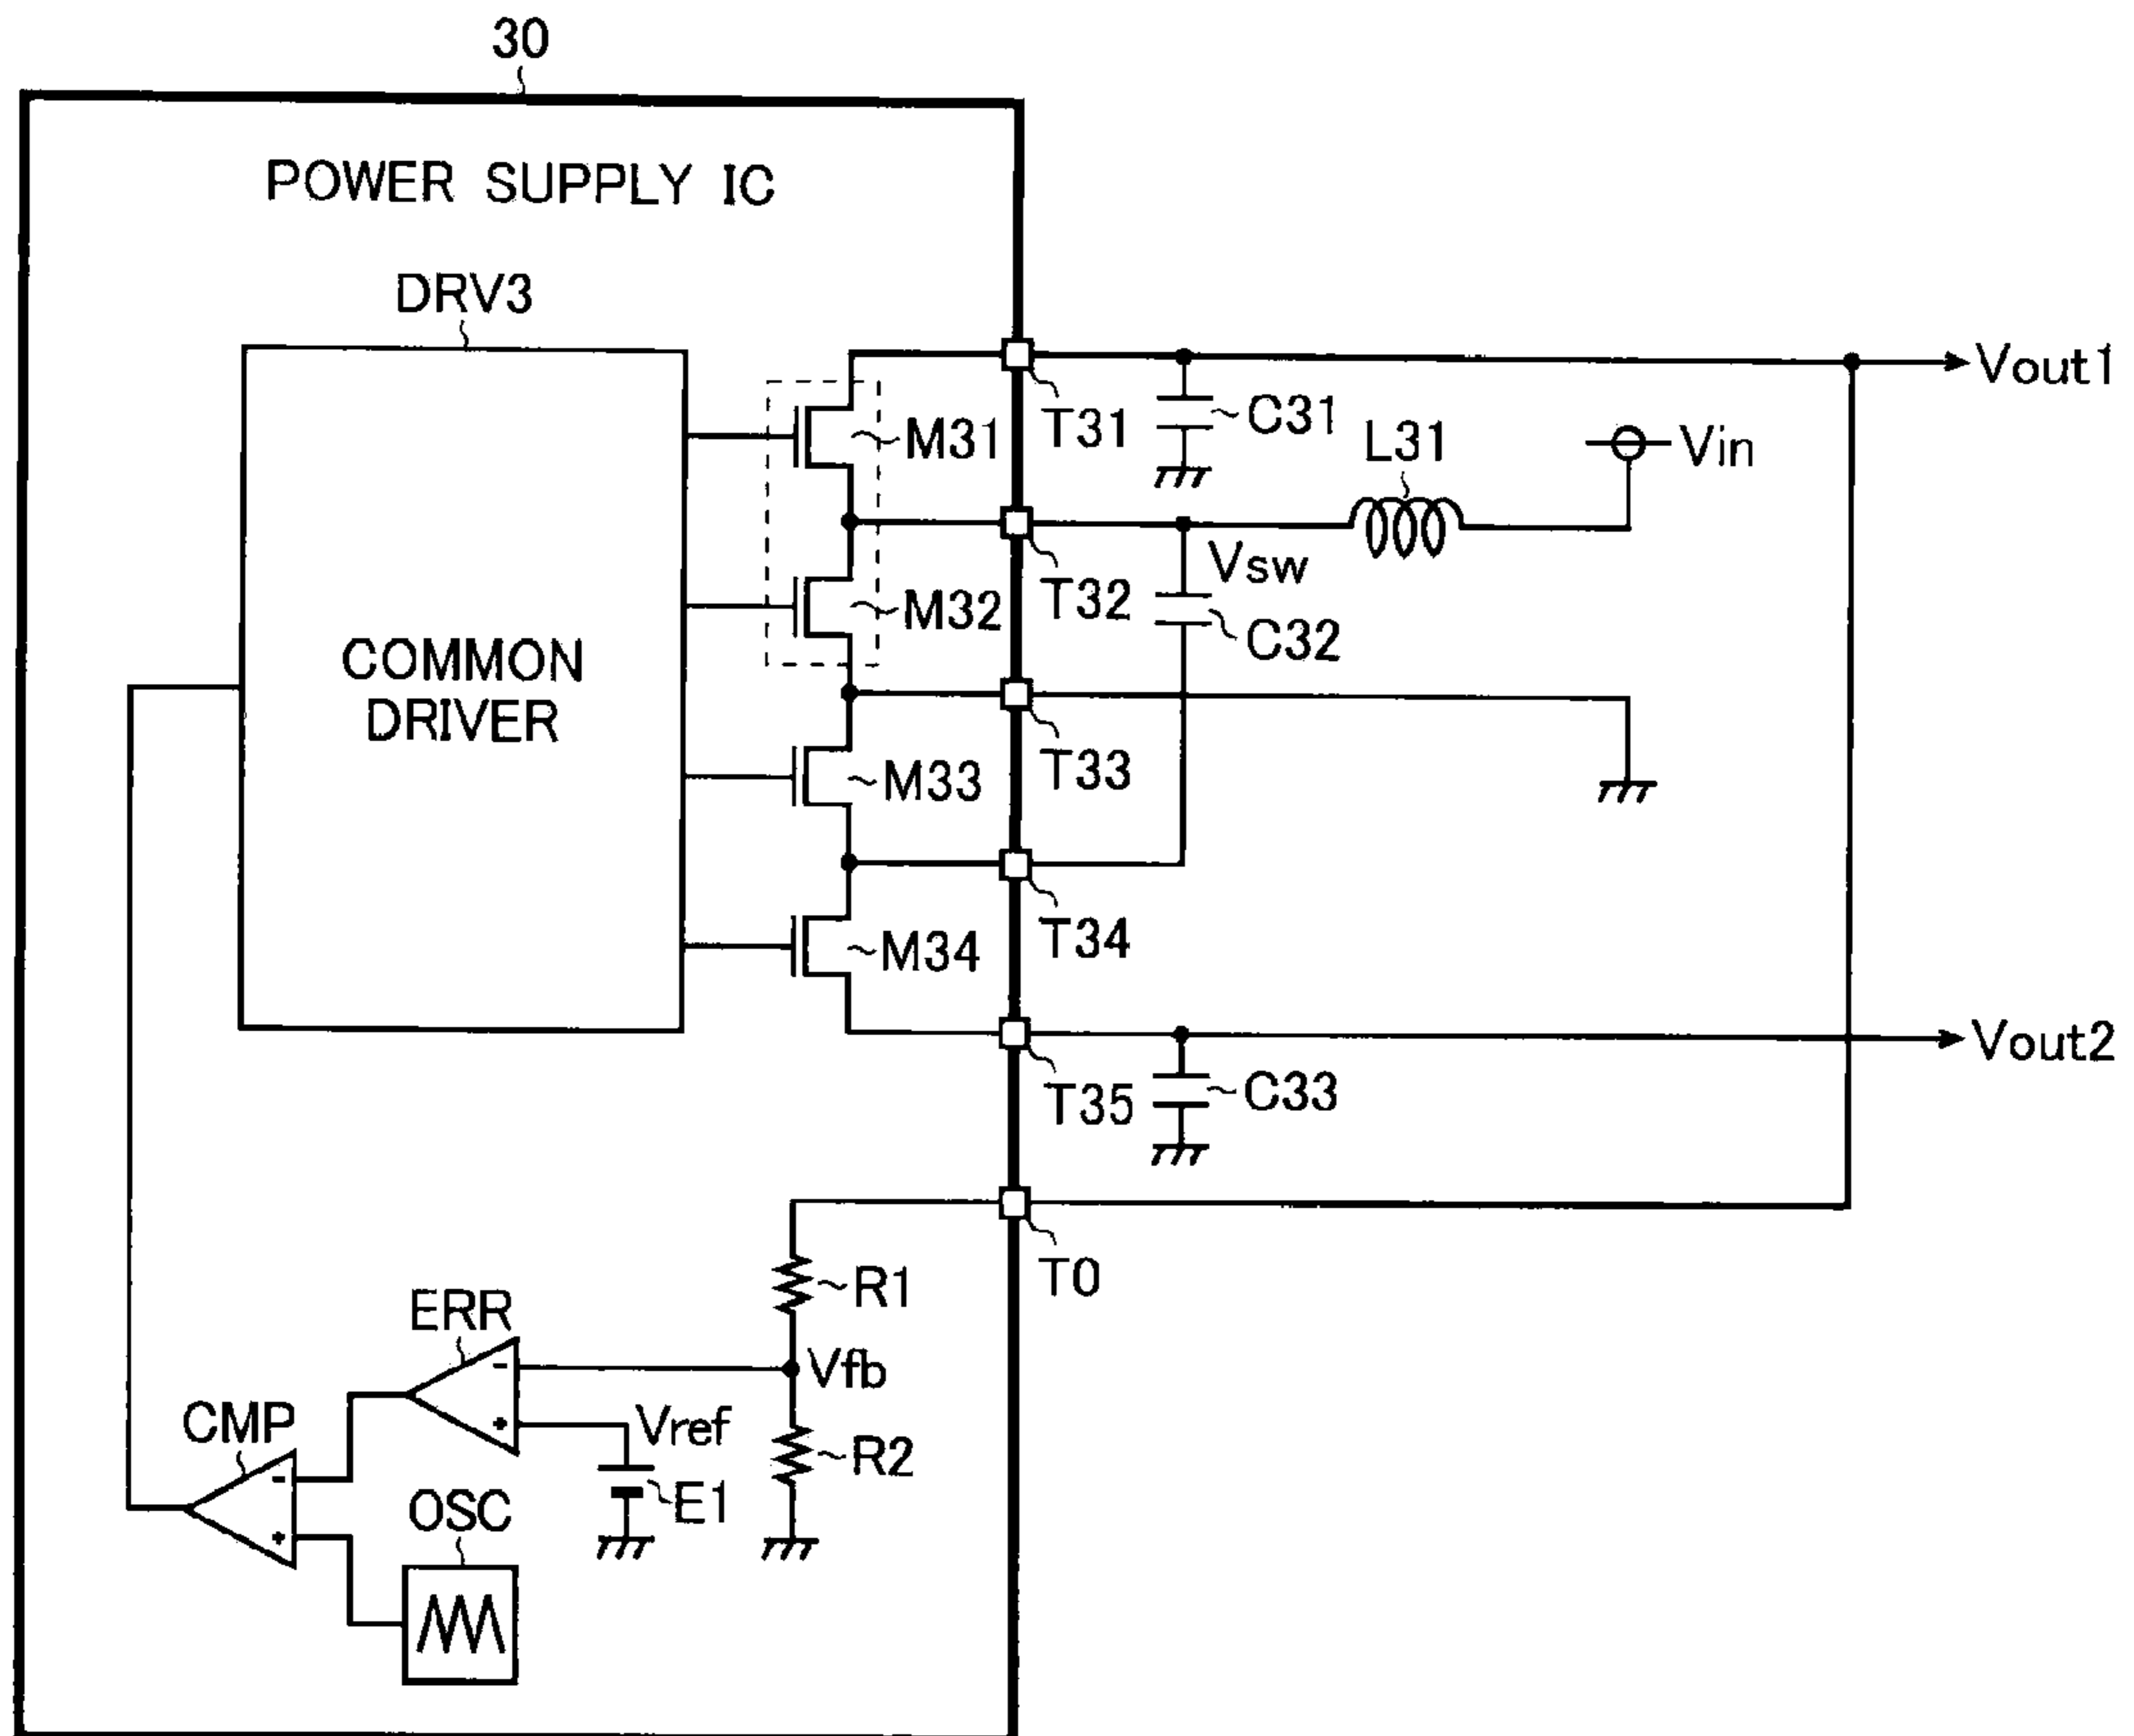 30
POWER SUPPLY IC
DRV3
COMMON
DRIVER
M31
M32
M33
M34
T31
T32
T33
T34
T35
T0
C31
L31
Vin
Vsw
C32
C33
Vout1
Vout2
R1
Vfb
R2
ERR
-
+
Vref
E1
CMP
-
+
OSC